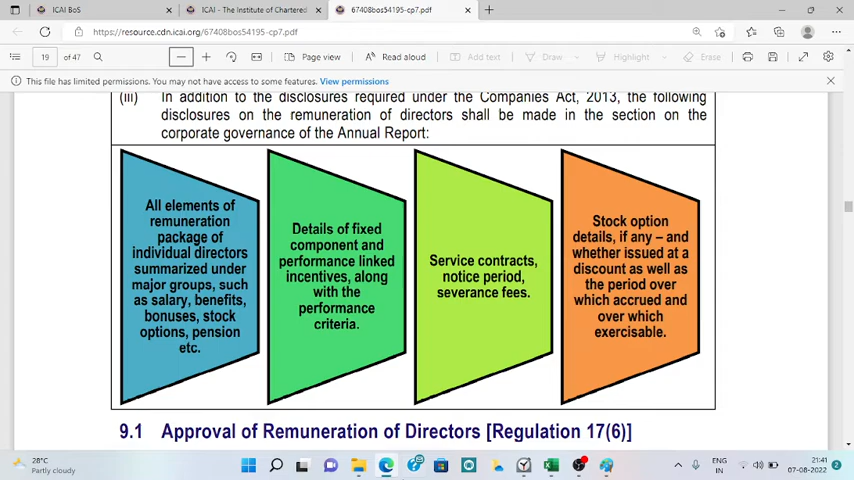 ICAI BoS
ICAI - The Institute of Chartered
67408bos54195-cp7.pdf
https://resource.cdn.icai.org/67408bos54195-cp7.pdf
19 of 47
Page view
Read aloud
Add text
Draw
Highlight
Erase
This file has limited permissions. You may not have access to some features. View permissions
(iii) In addition to the disclosures required under the Companies Act, 2013, the following
disclosures on the remuneration of directors shall be made in the section on the
corporate governance of the Annual Report:
All elements of
remuneration
package of
individual directors
summarized under
major groups, such
as salary, benefits,
bonuses, stock
options, pension
etc.
Details of fixed
component and
performance linked
incentives, along
with the
performance
criteria.
Service contracts,
notice period,
severance fees.
Stock option
details, if any – and
whether issued at a
discount as well as
the period over
which accrued and
over which
exercisable.
9.1 Approval of Remuneration of Directors [Regulation 17(6)]
28°C
Partly cloudy
ENG
IN
21:41
07-08-2022
2